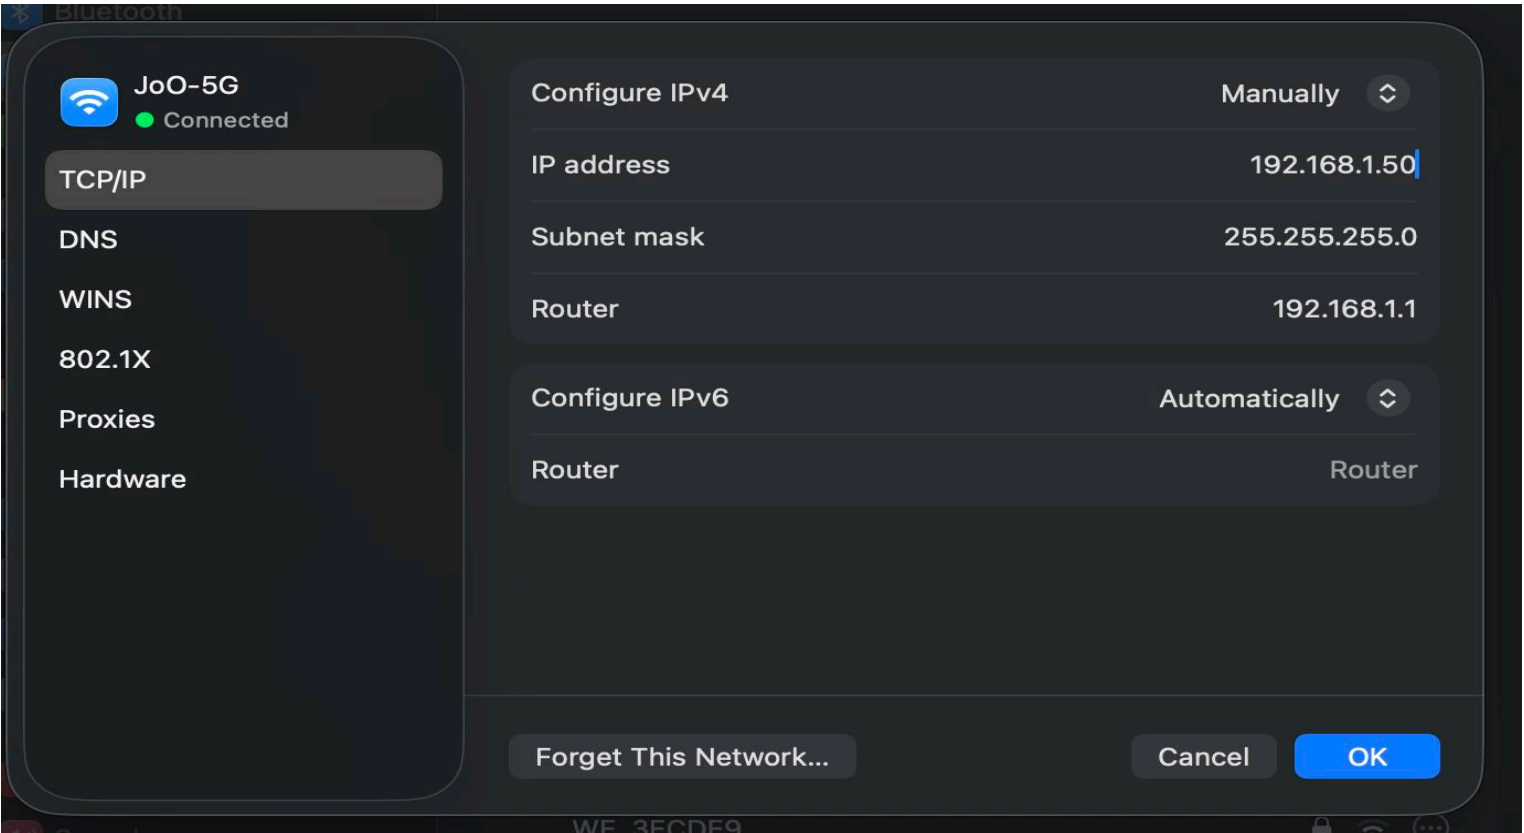 Bluetooth
JoO-5G
Connected
TCP/IP
DNS
WINS
802.1X
Proxies
Hardware
Configure IPv4 Manually
IP address 192.168.1.50
Subnet mask 255.255.255.0
Router 192.168.1.1
Configure IPv6 Automatically
Router Router
Forget This Network... Cancel OK
WE_3ECDF9